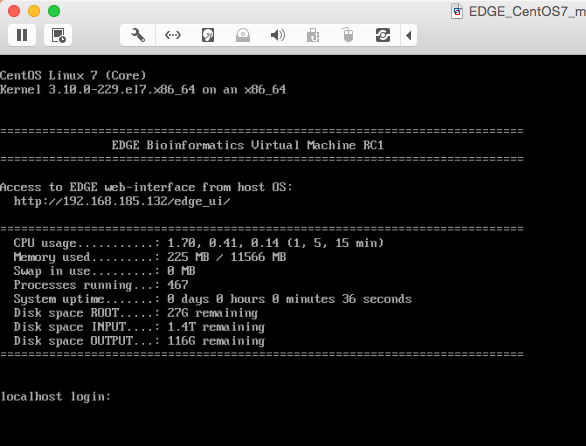 EDGE_CentOS7_m
CentOS Linux 7 (Core)
Kernel 3.10.0-229.el7.x86_64 on an x86_64
===========================================================================
EDGE Bioinformatics Virtual Machine RC1
===========================================================================
Access to EDGE web-interface from host OS:
http://192.168.185.132/edge_ui/
===========================================================================
CPU usage...........: 1.70, 0.41, 0.14 (1, 5, 15 min)
Memory used.........: 225 MB / 11566 MB
Swap in use.........: 0 MB
Processes running...: 467
System uptime.......: 0 days 0 hours 0 minutes 36 seconds
Disk space ROOT.....: 27G remaining
Disk space INPUT....: 1.4T remaining
Disk space OUTPUT...: 116G remaining
===========================================================================
localhost login: